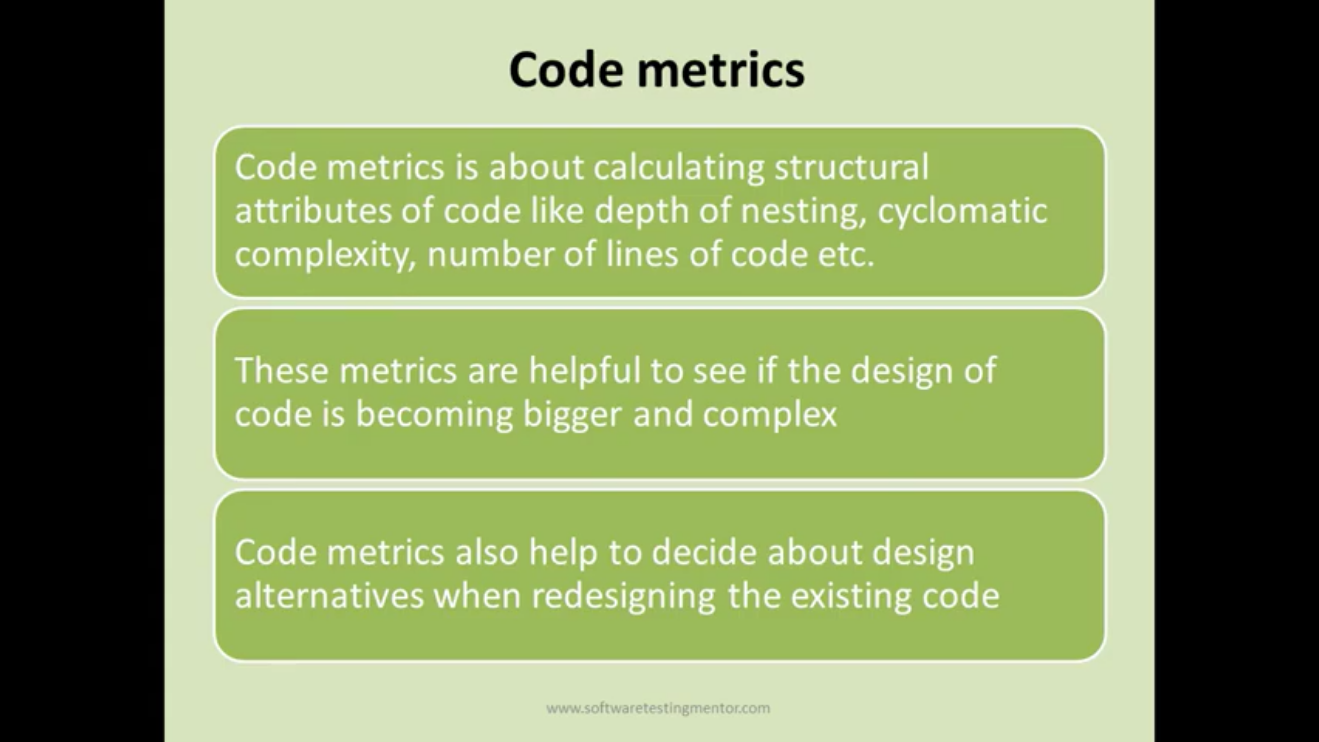 Code metrics
Code metrics is about calculating structural
attributes of code like depth of nesting, cyclomatic
complexity, number of lines of code etc.
These metrics are helpful to see if the design of
code is becoming bigger and complex
Code metrics also help to decide about design
alternatives when redesigning the existing code
www.softwaretestingmentor.com